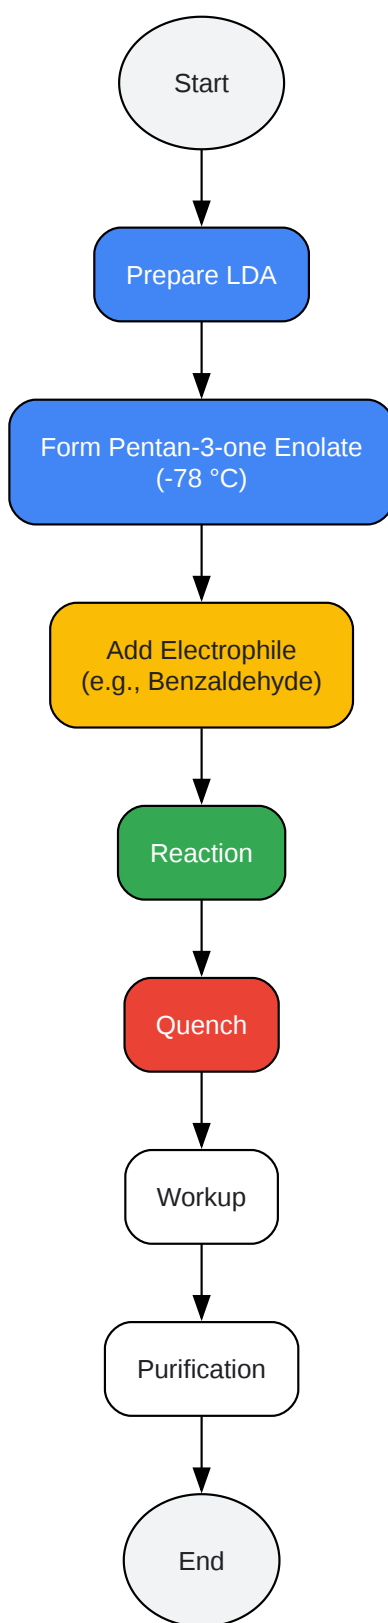 Start
Prepare LDA
Form Pentan-3-one Enolate
(-78 °C)
Add Electrophile
(e.g., Benzaldehyde)
Reaction
Quench
Workup
Purification
End